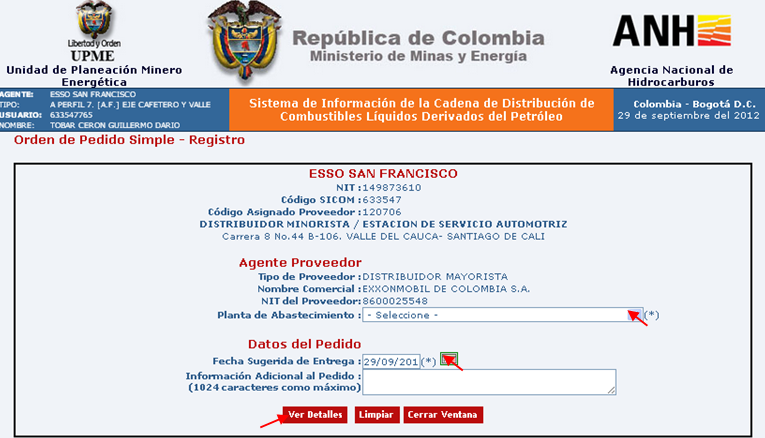 Libertad y Orden
UPME
Unidad de Planeación Minero
Energética
República de Colombia
Ministerio de Minas y Energía
ANH
Agencia Nacional de
Hidrocarburos
AGENTE: ESSO SAN FRANCISCO
TIPO: A PERFIL 7. [A.F.] EJE CAFETERO Y VALLE
USUARIO: 633547765
NOMBRE: TOBAR CERON GUILLERMO DARIO
Sistema de Información de la Cadena de Distribución de
Combustibles Líquidos Derivados del Petróleo
Colombia - Bogotá D.C.
29 de septiembre del 2012
Orden de Pedido Simple - Registro
ESSO SAN FRANCISCO
NIT :149873610
Código SICOM :633547
Código Asignado Proveedor :120706
DISTRIBUIDOR MINORISTA / ESTACION DE SERVICIO AUTOMOTRIZ
Carrera 8 No.44 B-106. VALLE DEL CAUCA- SANTIAGO DE CALI
Agente Proveedor
Tipo de Proveedor :DISTRIBUIDOR MAYORISTA
Nombre Comercial :EXXONMOBIL DE COLOMBIA S.A.
NIT del Proveedor:8600025548
Planta de Abastecimiento : - Seleccione - (*)
Datos del Pedido
Fecha Sugerida de Entrega : 29/09/201 (*)
Información Adicional al Pedido :
(1024 caracteres como máximo)
Ver Detalles Limpiar Cerrar Ventana